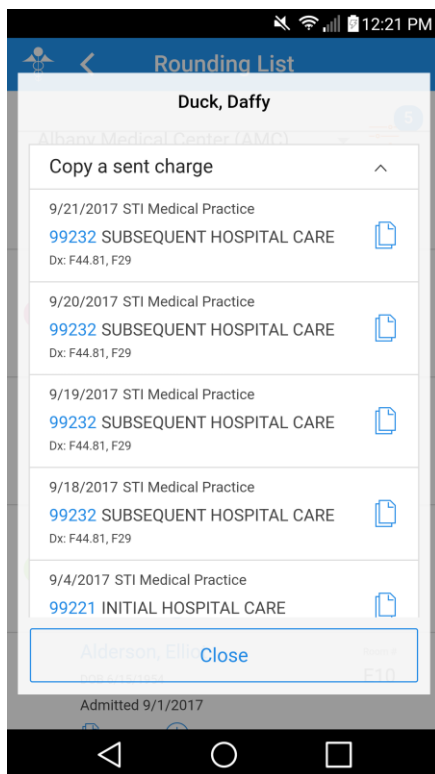 12:21 PM
Rounding List
Duck, Daffy
Albany Medical Center (AMC)
5
Copy a sent charge
9/21/2017 STI Medical Practice
99232 SUBSEQUENT HOSPITAL CARE
Dx: F44.81, F29
9/20/2017 STI Medical Practice
99232 SUBSEQUENT HOSPITAL CARE
Dx: F44.81, F29
9/19/2017 STI Medical Practice
99232 SUBSEQUENT HOSPITAL CARE
Dx: F44.81, F29
9/18/2017 STI Medical Practice
99232 SUBSEQUENT HOSPITAL CARE
Dx: F44.81, F29
9/4/2017 STI Medical Practice
99221 INITIAL HOSPITAL CARE
Alderson,
Close
E10
Admitted 9/1/2017